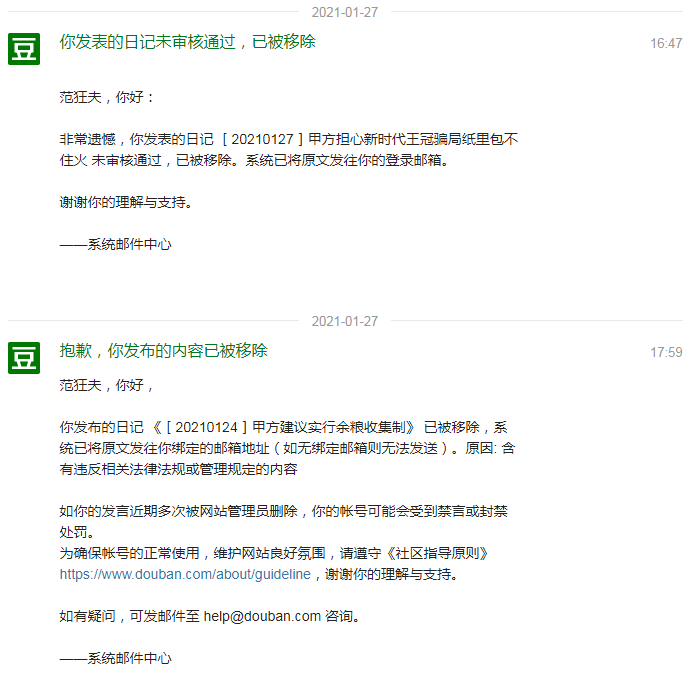 2021-01-27
豆
你发表的日记未审核通过，已被移除
16:47
范狂夫，你好：
非常遗憾，你发表的日记 ［ 20210127 ］甲方担心新时代王冠骗局纸里包不
住火 未审核通过，已被移除。系统已将原文发往你的登录邮箱。
谢谢你的理解与支持。
——系统邮件中心
2021-01-27
豆
抱歉，你发布的内容已被移除
17:59
范狂夫，你好，
你发布的日记 《［ 20210124 ］甲方建议实行余粮收集制》 已被移除，系
统已将原文发往你绑定的邮箱地址（如无绑定邮箱则无法发送）。原因: 含
有违反相关法律法规或管理规定的内容
如你的发言近期多次被网站管理员删除，你的帐号可能会受到禁言或封禁
处罚。
为确保帐号的正常使用，维护网站良好氛围，请遵守《社区指导原则》
https://www.douban.com/about/guideline，谢谢你的理解与支持。
如有疑问，可发邮件至 help@douban.com 咨询。
——系统邮件中心